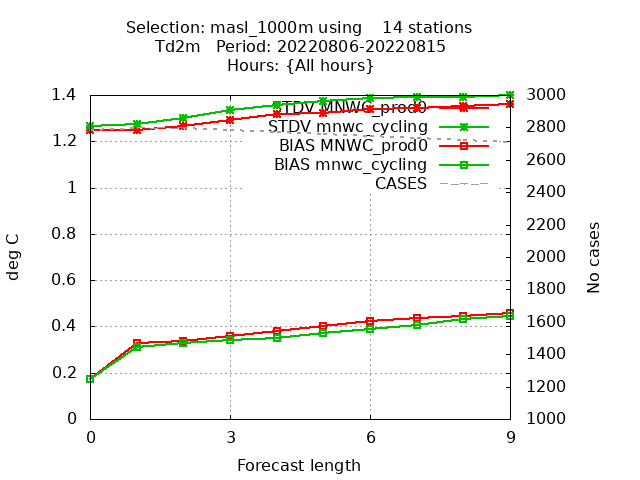 Selection: masl_1000m using    14 stations
Td2m   Period: 20220806-20220815
Hours: {All hours}
1.4
1.2
1
0.8
0.6
0.4
0.2
0
deg C
STDV MNWC_prod0
STDV mnwc_cycling
BIAS MNWC_prod0
BIAS mnwc_cycling
CASES
3000
2800
2600
2400
2200
2000
1800
1600
1400
1200
1000
No cases
0 3 6 9
Forecast length